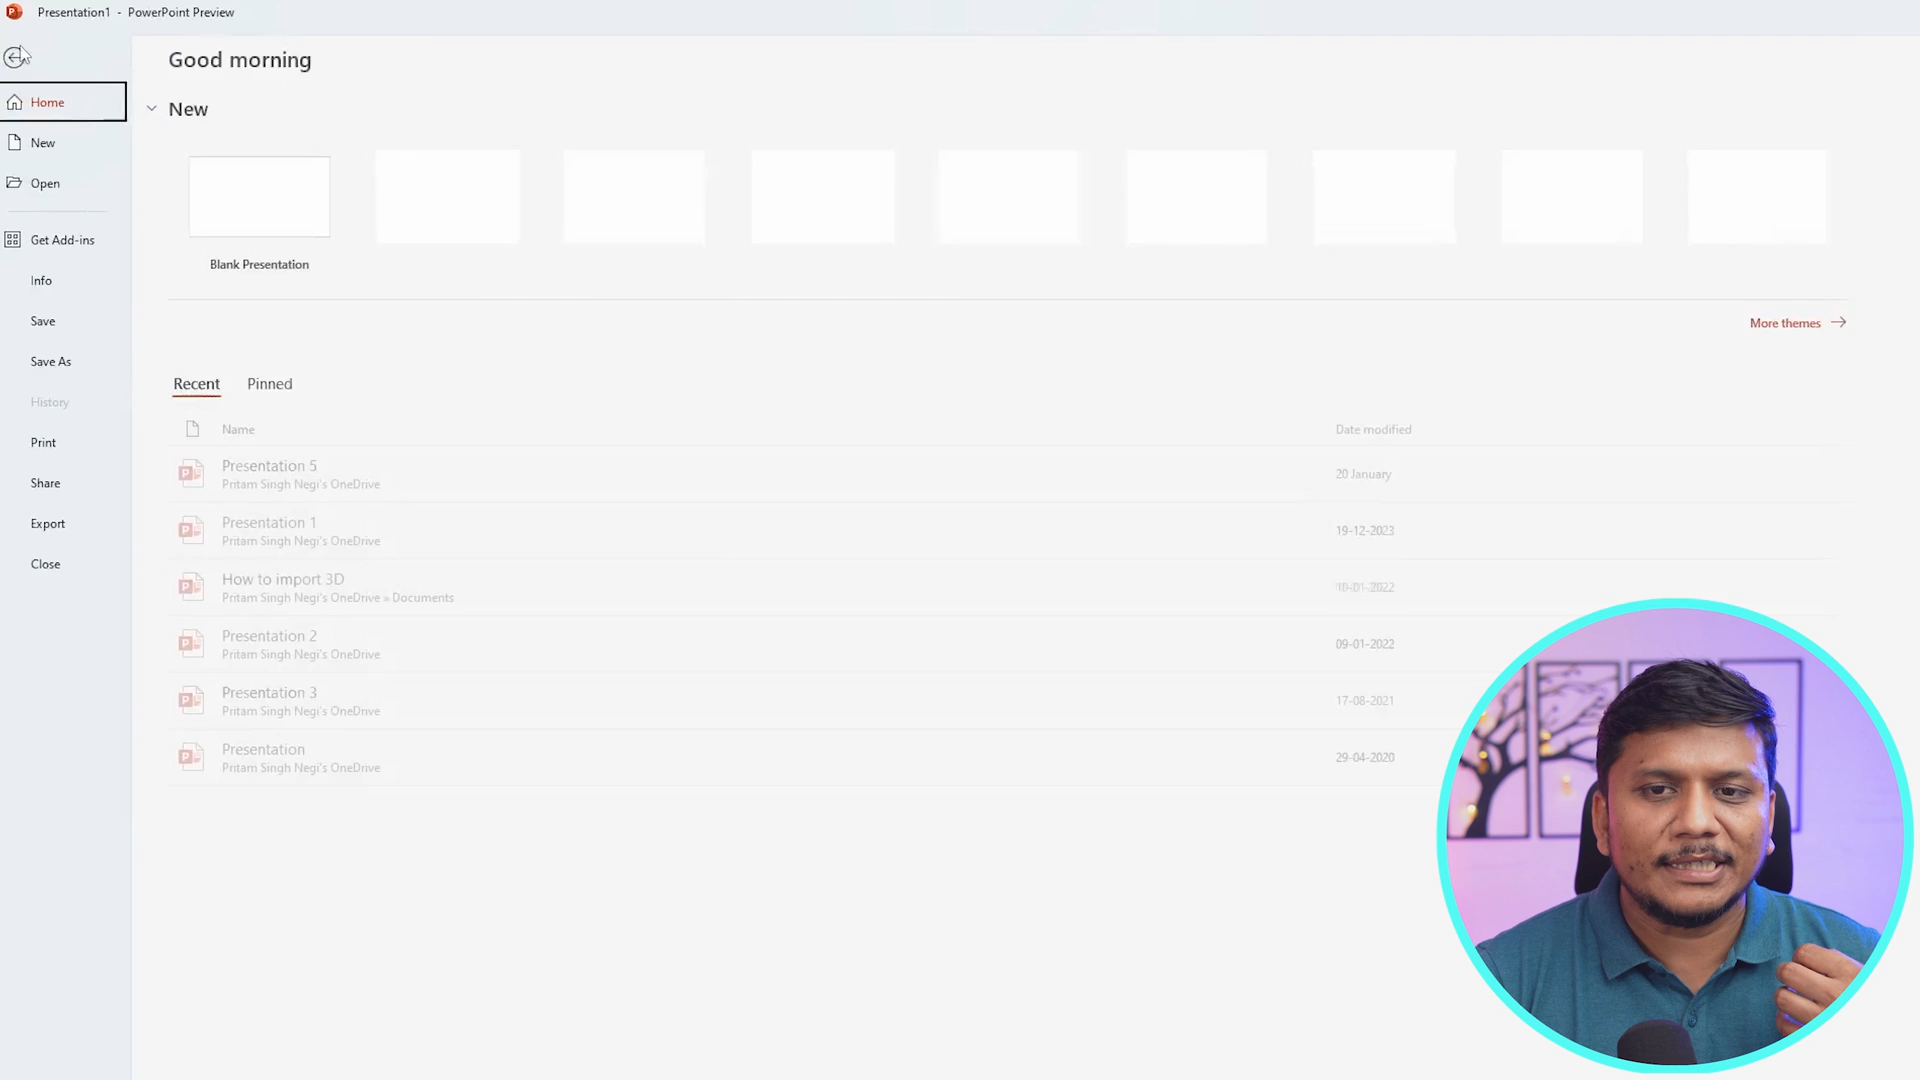 Presentation1 - PowerPoint Preview
Good morning
Home
New
New
Open
Get Add-ins
Blank Presentation
Info
Save
More themes
Save As
Recent Pinned
History
Name Date modified
Print
Presentation 5
Pritam Singh Negi's OneDrive
20 January
Share
Presentation 1
Pritam Singh Negi's OneDrive
19-12-2023
Export
How to import 3D
Pritam Singh Negi's OneDrive » Documents
10-01-2022
Close
Presentation 2
Pritam Singh Negi's OneDrive
09-01-2022
Presentation 3
Pritam Singh Negi's OneDrive
17-08-2021
Presentation
Pritam Singh Negi's OneDrive
29-04-2020